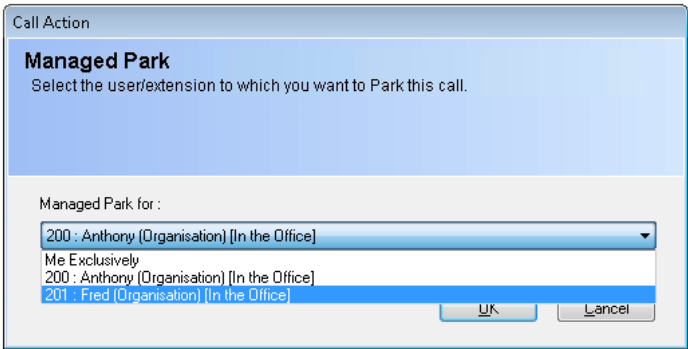 Call Action
Managed Park
Select the user/extension to which you want to Park this call.
Managed Park for :
200 : Anthony (Organisation) [In the Office]
Me Exclusively
200 : Anthony (Organisation) [In the Office]
201 : Fred (Organisation) [In the Office]
OK
Cancel